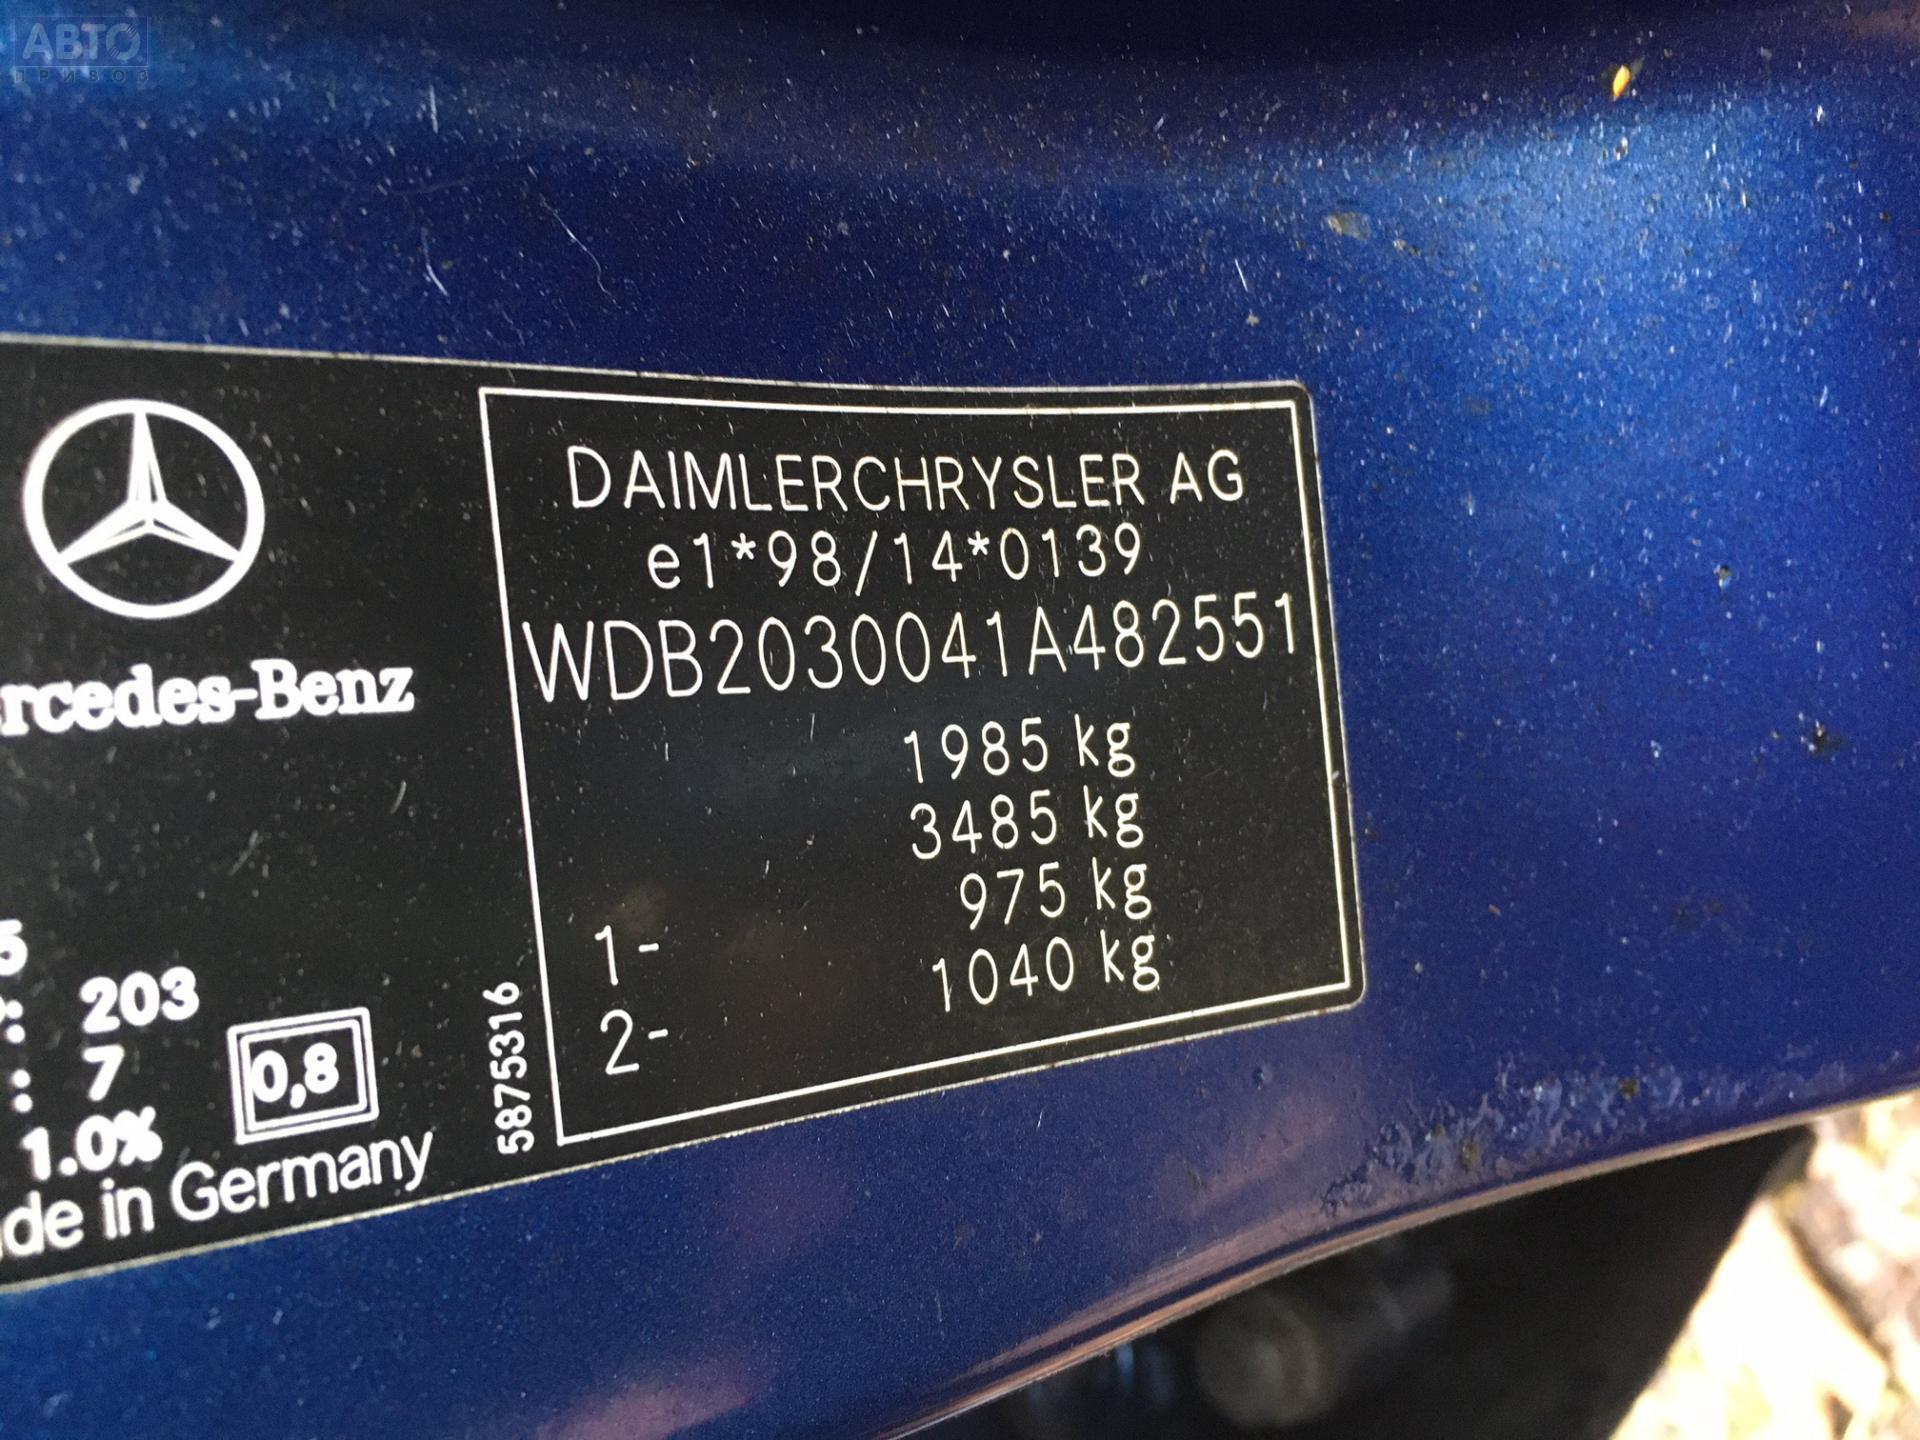 АВТО
ПРИВОЗ
DAIMLERCHRYSLER AG
e1*98/14*0139
WDB2030041A482551
rcedes-Benz
1985 kg
3485 kg
1- 975 kg
2- 1040 kg
5
: 203
: 7
0,8
1.0%
de in Germany
5875316